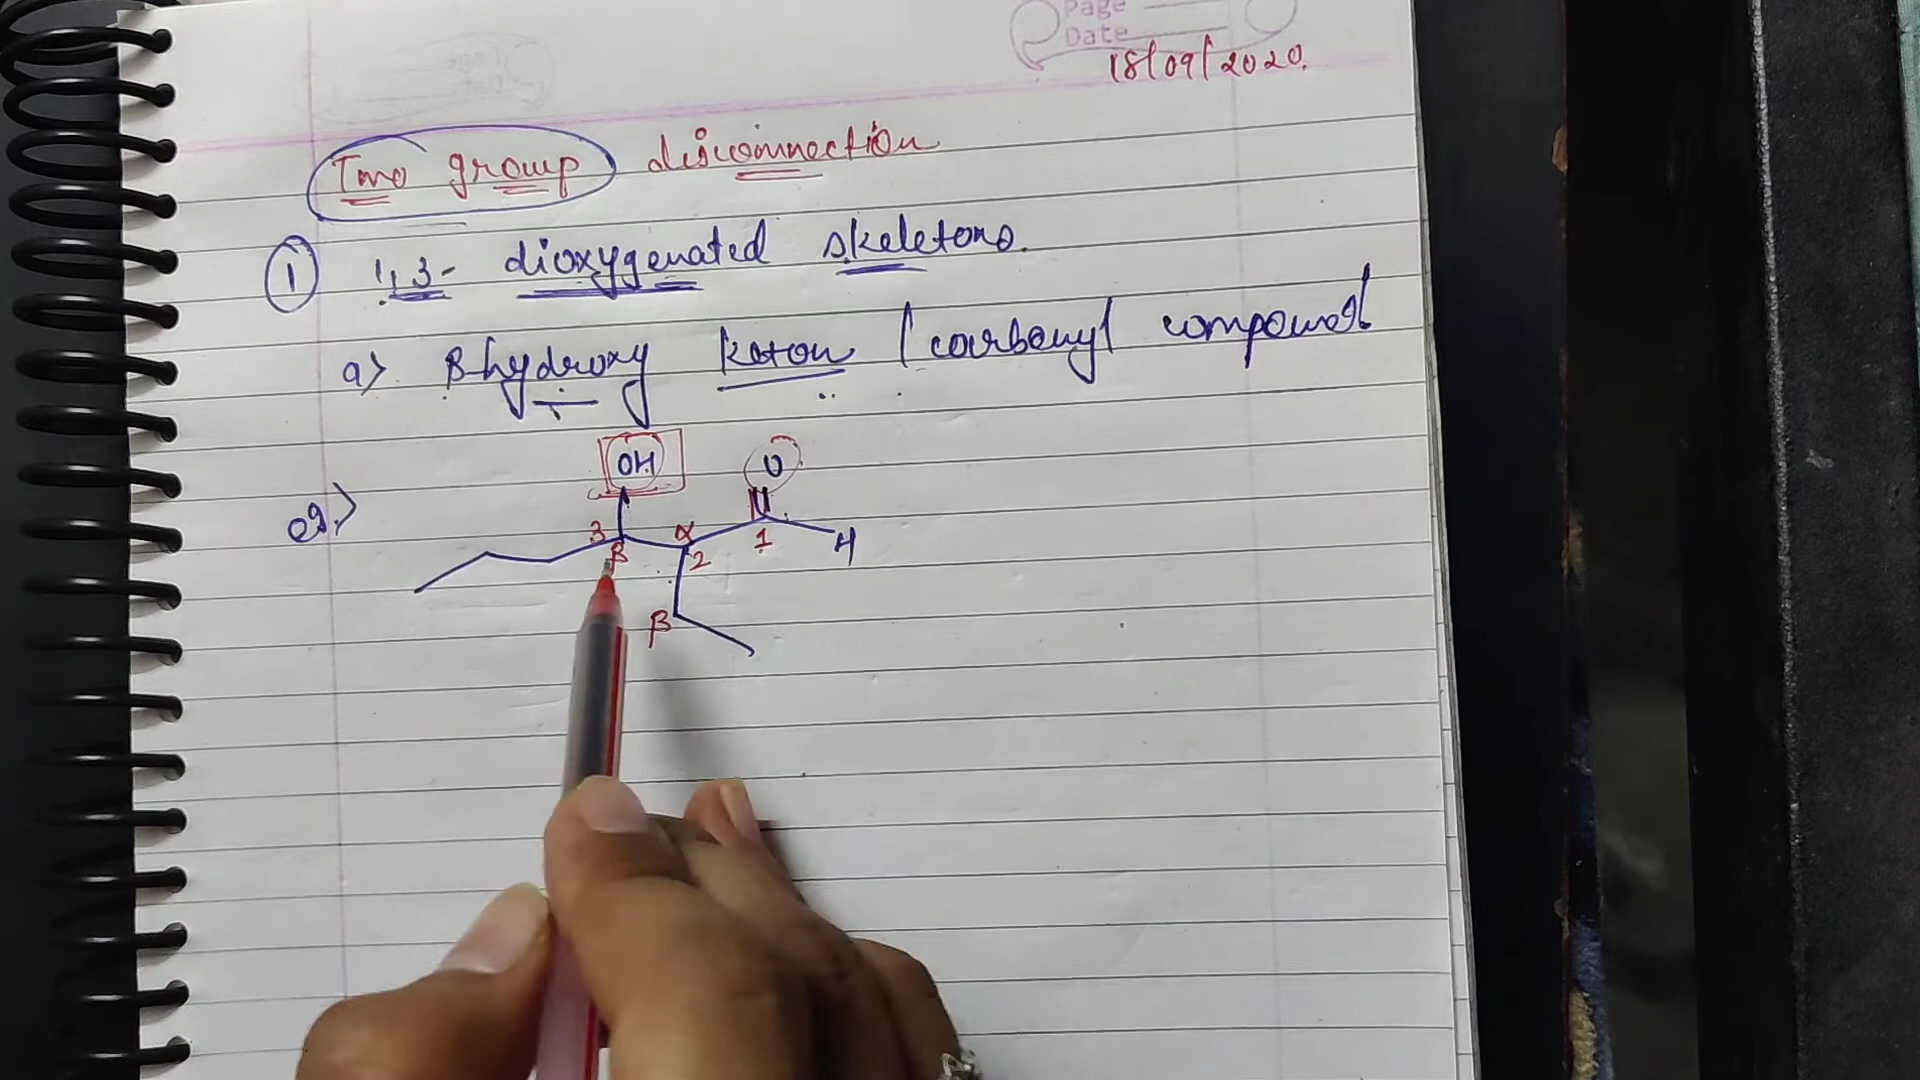 Page
Date
18/09/2020.
Two group disconnection
① 1,3- dioxygenated skeletons.
a> β hydroxy keton / carbonyl compound
OH O
eg.>
3 α
β 2 1 H
β